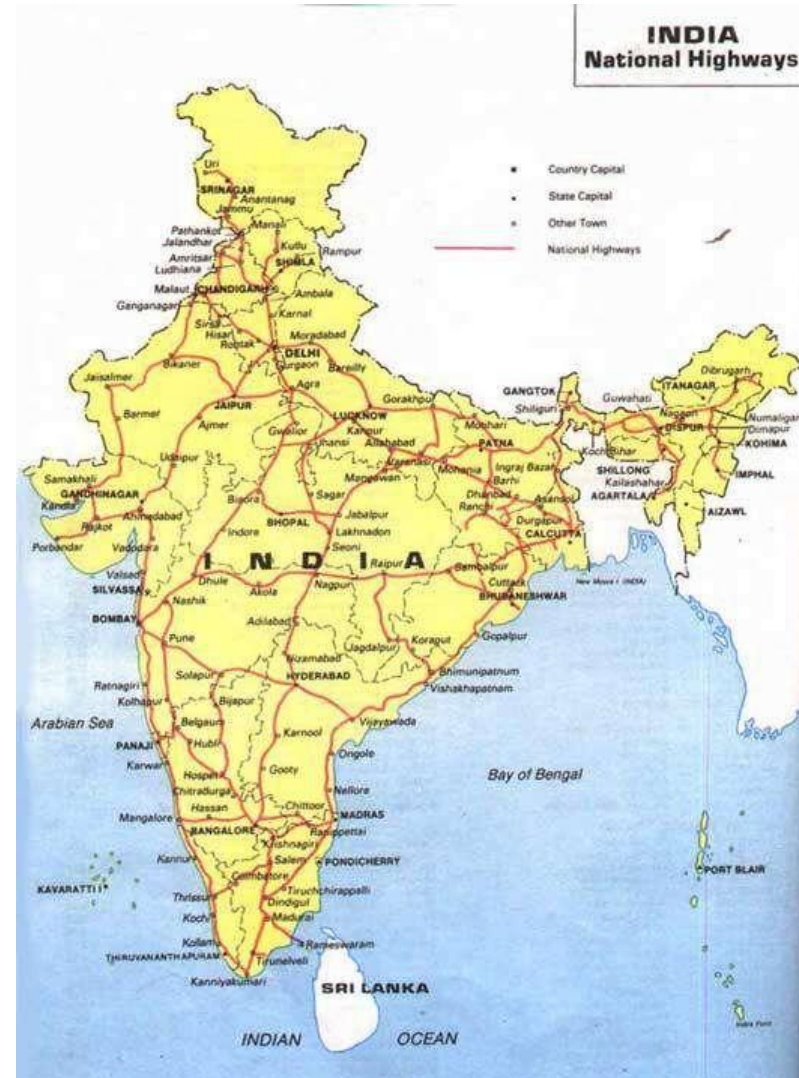 INDIA
National Highways
Country Capital
State Capital
Other Town
National Highways
Uri
SRINAGAR
Anantanag
Jammu
Pathankot
Manali
Jalandhar
Kullu
Amritsar
Rampur
Ludhiana
SHIMLA
Malaut
CHANDIGARH
Ambala
Ganganagar
Karnal
Sirsa
Hisar
Moradabad
Rohtak
DELHI
Gurgaon
Bareilly
Bikaner
Jaisalmer
Agra
Dibrugarh
ITANAGAR
GANGTOK
Guwahati
Gorakhpur
JAIPUR
LUCKNOW
Shiliguri
Barmer
Ajmer
Kanpur
Nagaon
Numaligar
Gwalior
Motihari
DISPUR
Dimapur
Jhansi
Allahabad
PATNA
KOHIMA
Koch Bihar
Udaipur
Varanasi
Mohania
Ingraj Bazar
SHILLONG
Samakhali
Mangawan
Barhi
Kailashahar
IMPHAL
GANDHINAGAR
Sagar
Dhanbad
AGARTALA
Kandla
Biaora
Ranchi
Asansol
Ahmedabad
Jabalpur
AIZAWL
Rajkot
BHOPAL
Durgapur
Indore
Lakhnadon
CALCUTTA
Porbandar
Vadodara
Seoni
INDIA
Raipur
Sambalpur
Valsad
Dhule
Nagpur
Cuttack
SILVASSA
Akola
BHUBANESHWAR
Nashik
BOMBAY
Adilabad
Pune
Koraput
Gopalpur
Jagdalpur
Nizamabad
Solapur
HYDERABAD
Bhimunipatnum
Ratnagiri
Vishakhapatnam
Kolhapur
Bijapur
Arabian Sea
Belgaum
Vijayawada
PANAJI
Hubli
Karnool
Ongole
Karwar
Hospet
Gooty
Bay of Bengal
Chitradurga
Nellore
Hassan
Chittoor
Mangalore
MADRAS
BANGALORE
Ranippettai
Krishnagiri
Kannur
Salem
PONDICHERRY
Coimbatore
PORT BLAIR
KAVARATTI
Thrissur
Tiruchchirappalli
Dindigul
Kochi
Madurai
Kollam
Rameswaram
THIRUVANANTHAPURAM
Tirunelveli
Kanniyakumari
SRI LANKA
Indira Point
INDIAN OCEAN